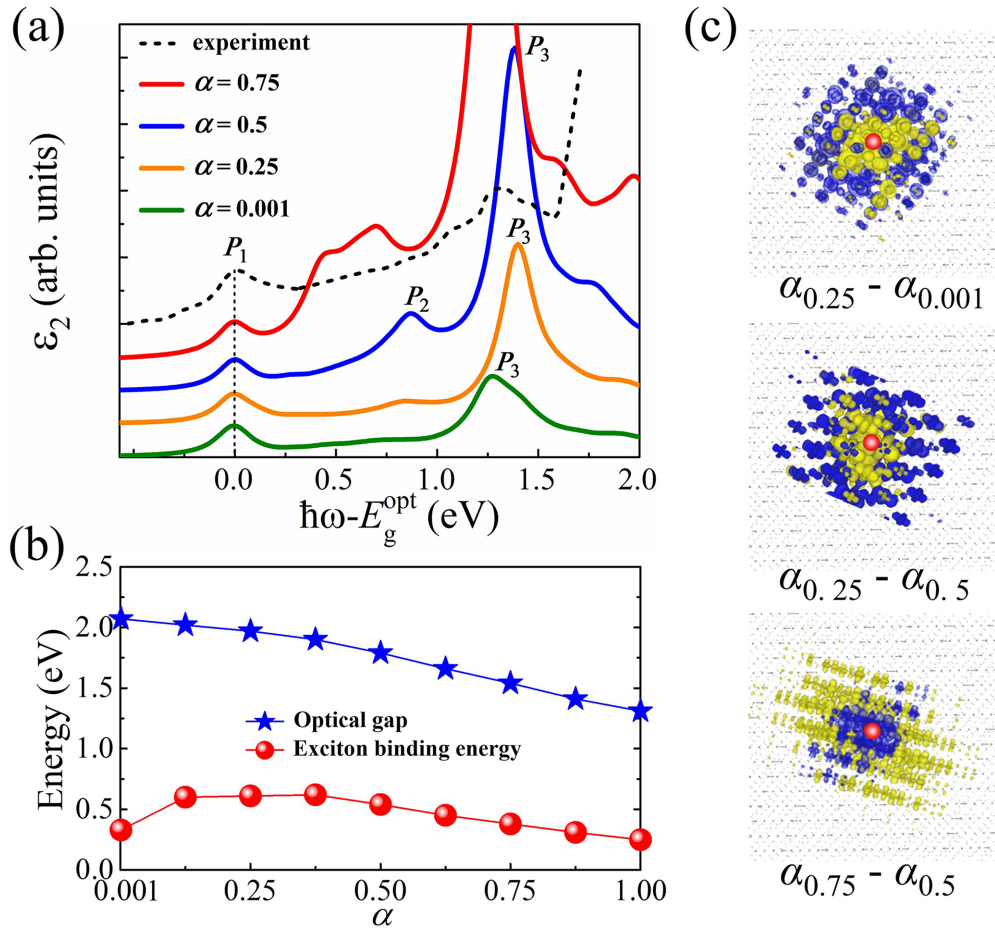 (a)
experiment
α = 0.75
α = 0.5
α = 0.25
α = 0.001
P₁
P₂
P₃
P₃
P₃
ε₂ (arb. units)
0.0 0.5 1.0 1.5 2.0
ħω-E_g^opt (eV)
(b)
2.5
2.0
1.5
1.0
0.5
0.0
Energy (eV)
Optical gap
Exciton binding energy
0.001 0.25 0.50 0.75 1.00
α
(c)
α₀.₂₅ - α₀.₀₀₁
α₀.₂₅ - α₀.₅
α₀.₇₅ - α₀.₅